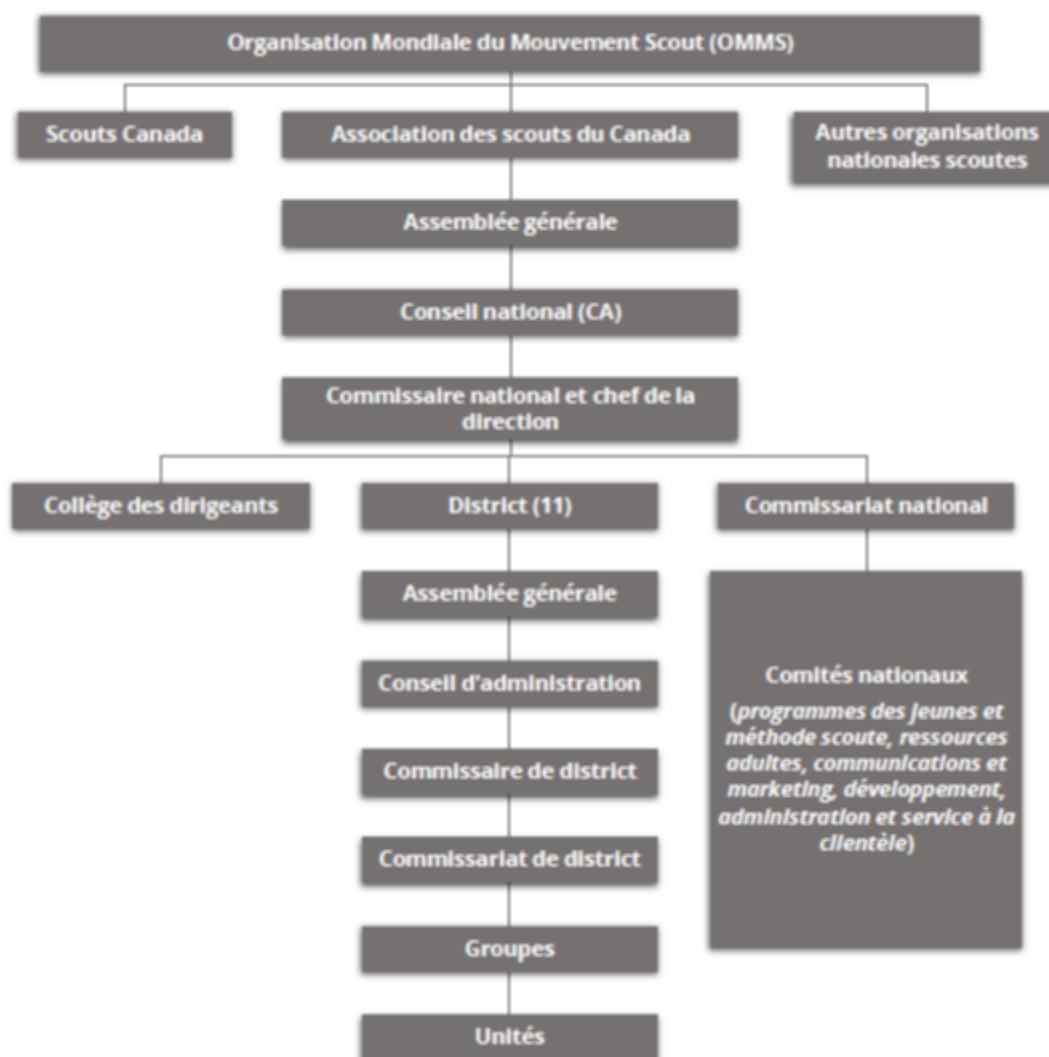 Organisation Mondiale du Mouvement Scout (OMMS)
Scouts Canada
Association des scouts du Canada
Autres organisations
nationales scoutes
Assemblée générale
Conseil national (CA)
Commissaire national et chef de la
direction
Collège des dirigeants
District (11)
Commissariat national
Assemblée générale
Conseil d'administration
Commissaire de district
Commissariat de district
Groupes
Unités
Comités nationaux
(programmes des jeunes et
méthode scoute, ressources
adultes, communications et
marketing, développement,
administration et service à la
clientèle)